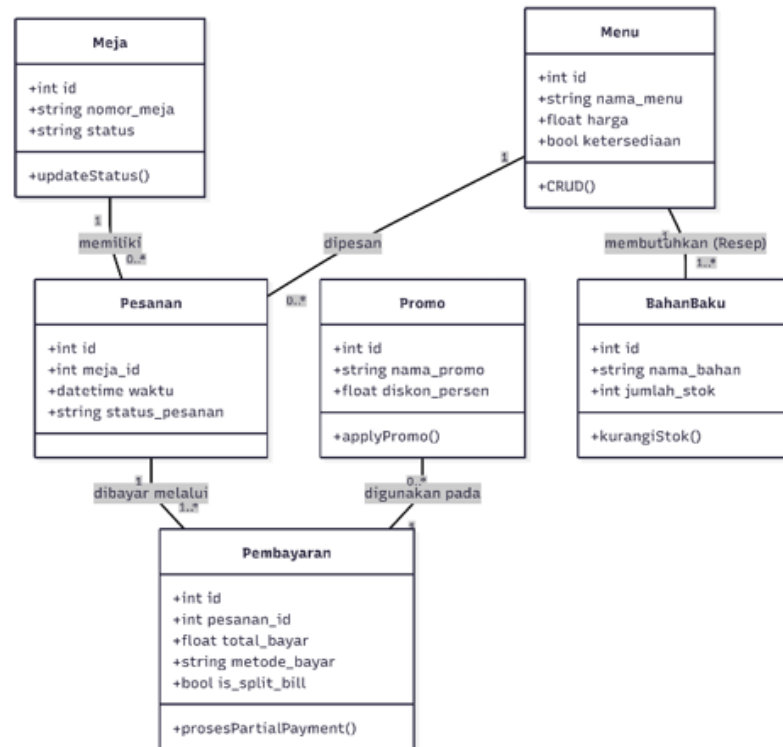 Meja
+int id
+string nomor_meja
+string status
+updateStatus()
Menu
+int id
+string nama_menu
+float harga
+bool ketersediaan
+CRUD()
1
1
memiliki
0..*
dipesan
0..*
membutuhkan (Resep)
1..*
Pesanan
+int id
+int meja_id
+datetime waktu
+string status_pesanan
Promo
+int id
+string nama_promo
+float diskon_persen
+applyPromo()
BahanBaku
+int id
+string nama_bahan
+int jumlah_stok
+kurangiStok()
1
dibayar melalui
1..*
0..*
digunakan pada
Pembayaran
+int id
+int pesanan_id
+float total_bayar
+string metode_bayar
+bool is_split_bill
+prosesPartialPayment()